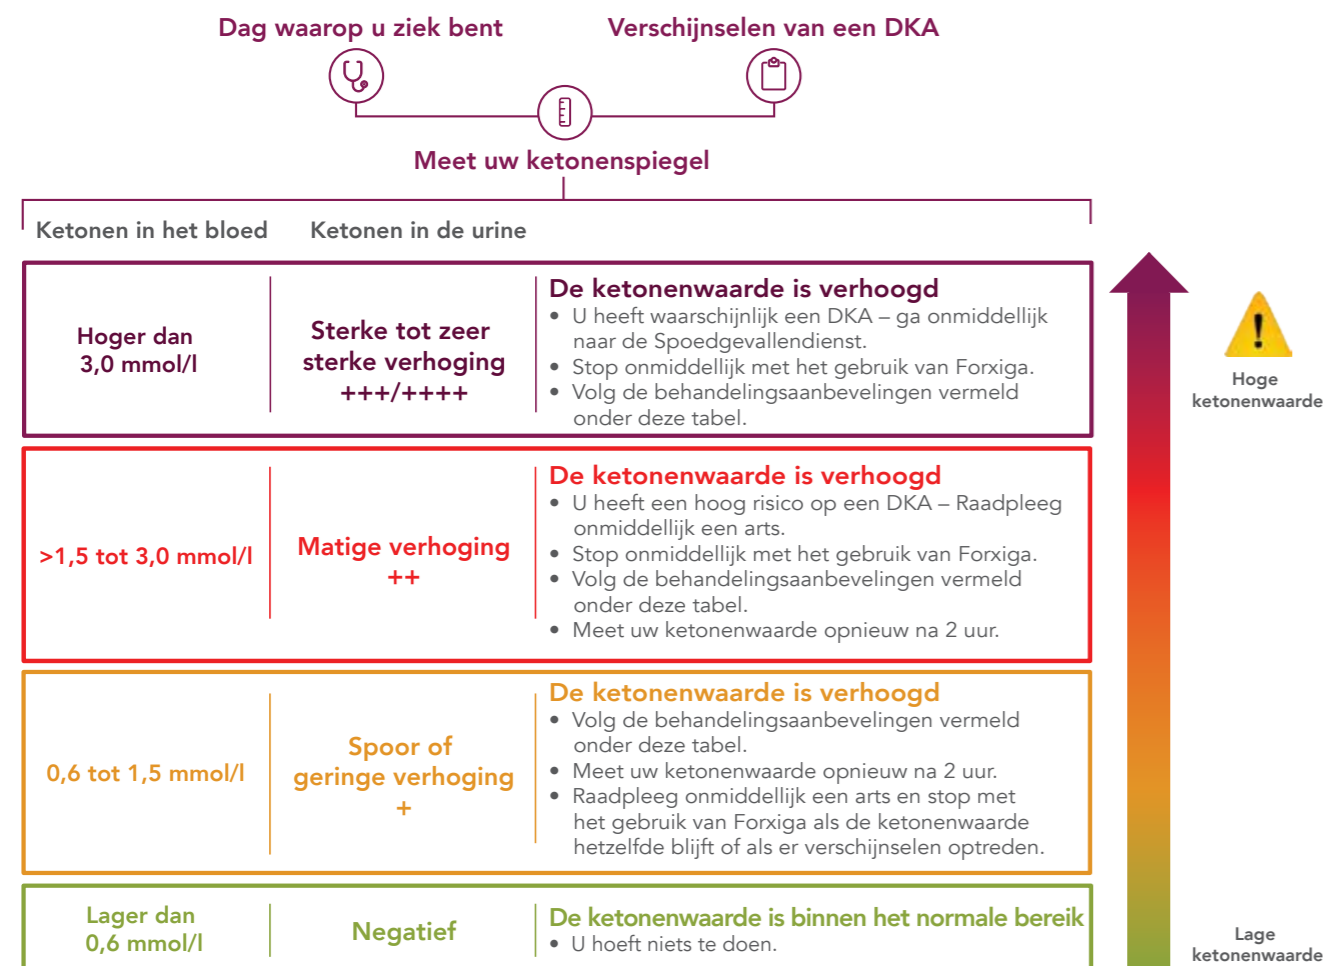 Dag waarop u ziek bent
Verschijnselen van een DKA
Meet uw ketonenspiegel
Ketonen in het bloed
Ketonen in de urine
Hoger dan
3,0 mmol/l
Sterke tot zeer
sterke verhoging
+++/++++
De ketonenwaarde is verhoogd
• U heeft waarschijnlijk een DKA – ga onmiddellijk
naar de Spoedgevallendienst.
• Stop onmiddellijk met het gebruik van Forxiga.
• Volg de behandelingsaanbevelingen vermeld
onder deze tabel.
>1,5 tot 3,0 mmol/l
Matige verhoging
++
De ketonenwaarde is verhoogd
• U heeft een hoog risico op een DKA – Raadpleeg
onmiddellijk een arts.
• Stop onmiddellijk met het gebruik van Forxiga.
• Volg de behandelingsaanbevelingen vermeld
onder deze tabel.
• Meet uw ketonenwaarde opnieuw na 2 uur.
0,6 tot 1,5 mmol/l
Spoor of
geringe verhoging
+
De ketonenwaarde is verhoogd
• Volg de behandelingsaanbevelingen vermeld
onder deze tabel.
• Meet uw ketonenwaarde opnieuw na 2 uur.
• Raadpleeg onmiddellijk een arts en stop met
het gebruik van Forxiga als de ketonenwaarde
hetzelfde blijft of als er verschijnselen optreden.
Lager dan
0,6 mmol/l
Negatief
De ketonenwaarde is binnen het normale bereik
• U hoeft niets te doen.
!
Hoge
ketonenwaarde
Lage
ketonenwaarde